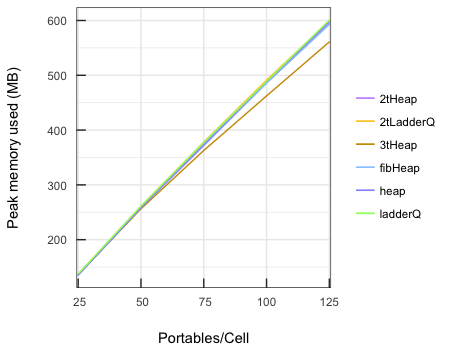 600
500
400
300
200
Peak memory used (MB)
25
50
75
100
125
Portables/Cell
2tHeap
2tLadderQ
3tHeap
fibHeap
heap
ladderQ